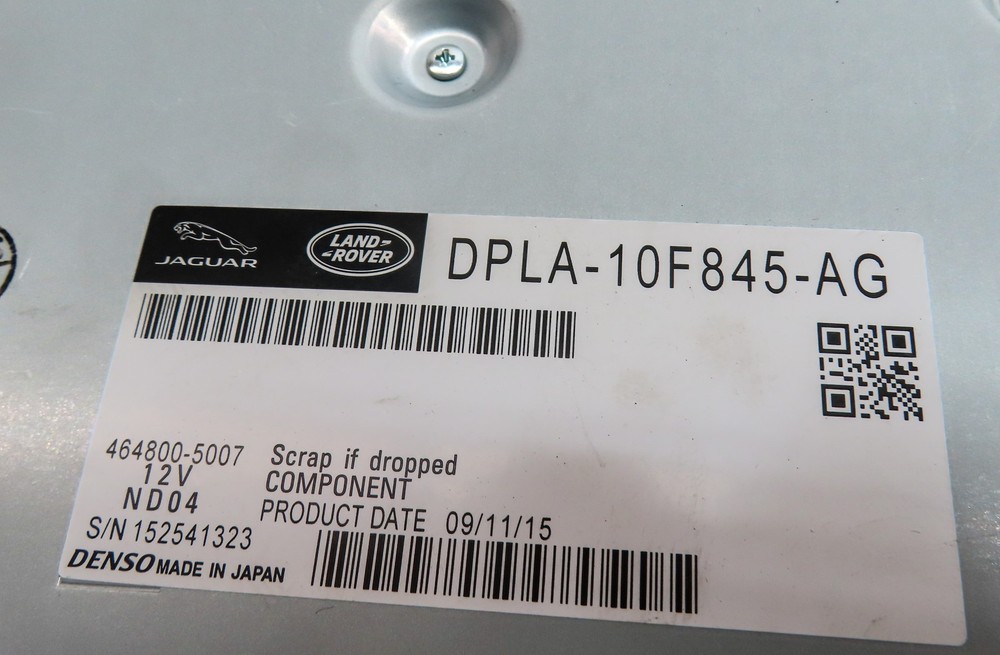 JAGUAR
LAND-
-ROVER
DPLA-10F845-AG
464800-5007
12V
ND04
S/N 152541323
DENSO MADE IN JAPAN
Scrap if dropped
COMPONENT
PRODUCT DATE 09/11/15